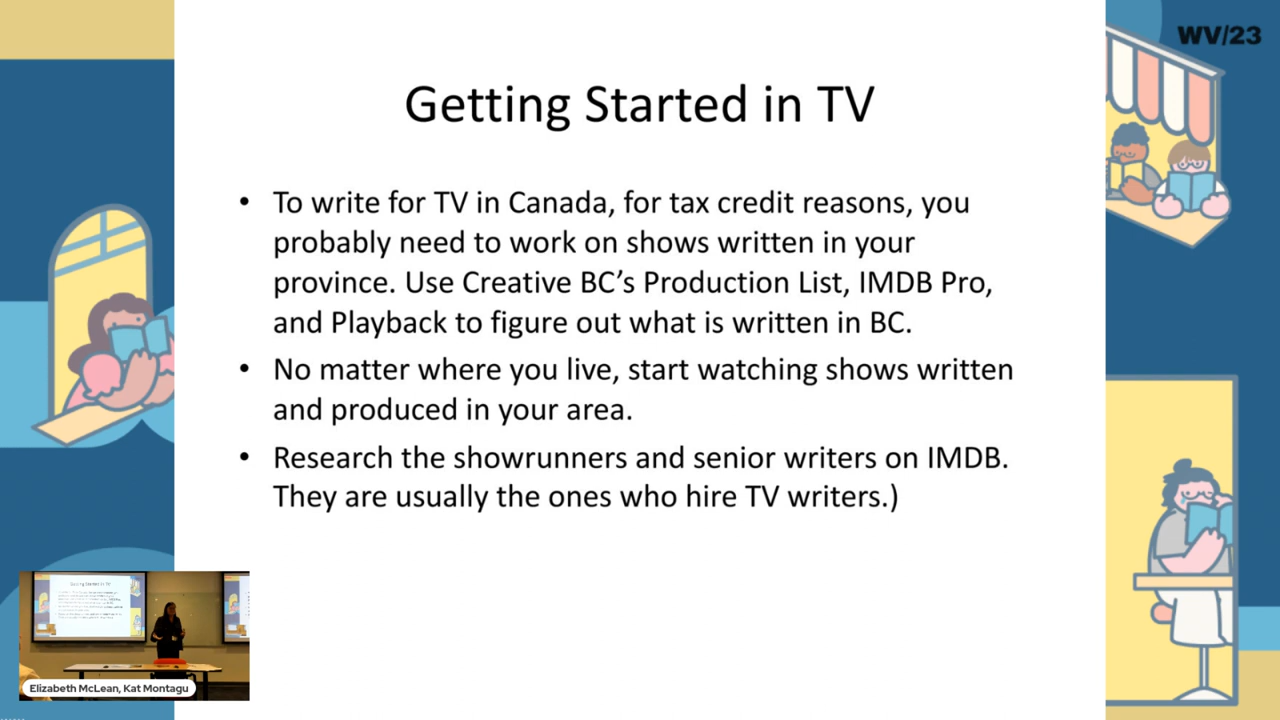 WV/23
Getting Started in TV
• To write for TV in Canada, for tax credit reasons, you
probably need to work on shows written in your
province. Use Creative BC’s Production List, IMDB Pro,
and Playback to figure out what is written in BC.
• No matter where you live, start watching shows written
and produced in your area.
• Research the showrunners and senior writers on IMDB.
They are usually the ones who hire TV writers.)
Getting Started in TV
Elizabeth McLean, Kat Montagu